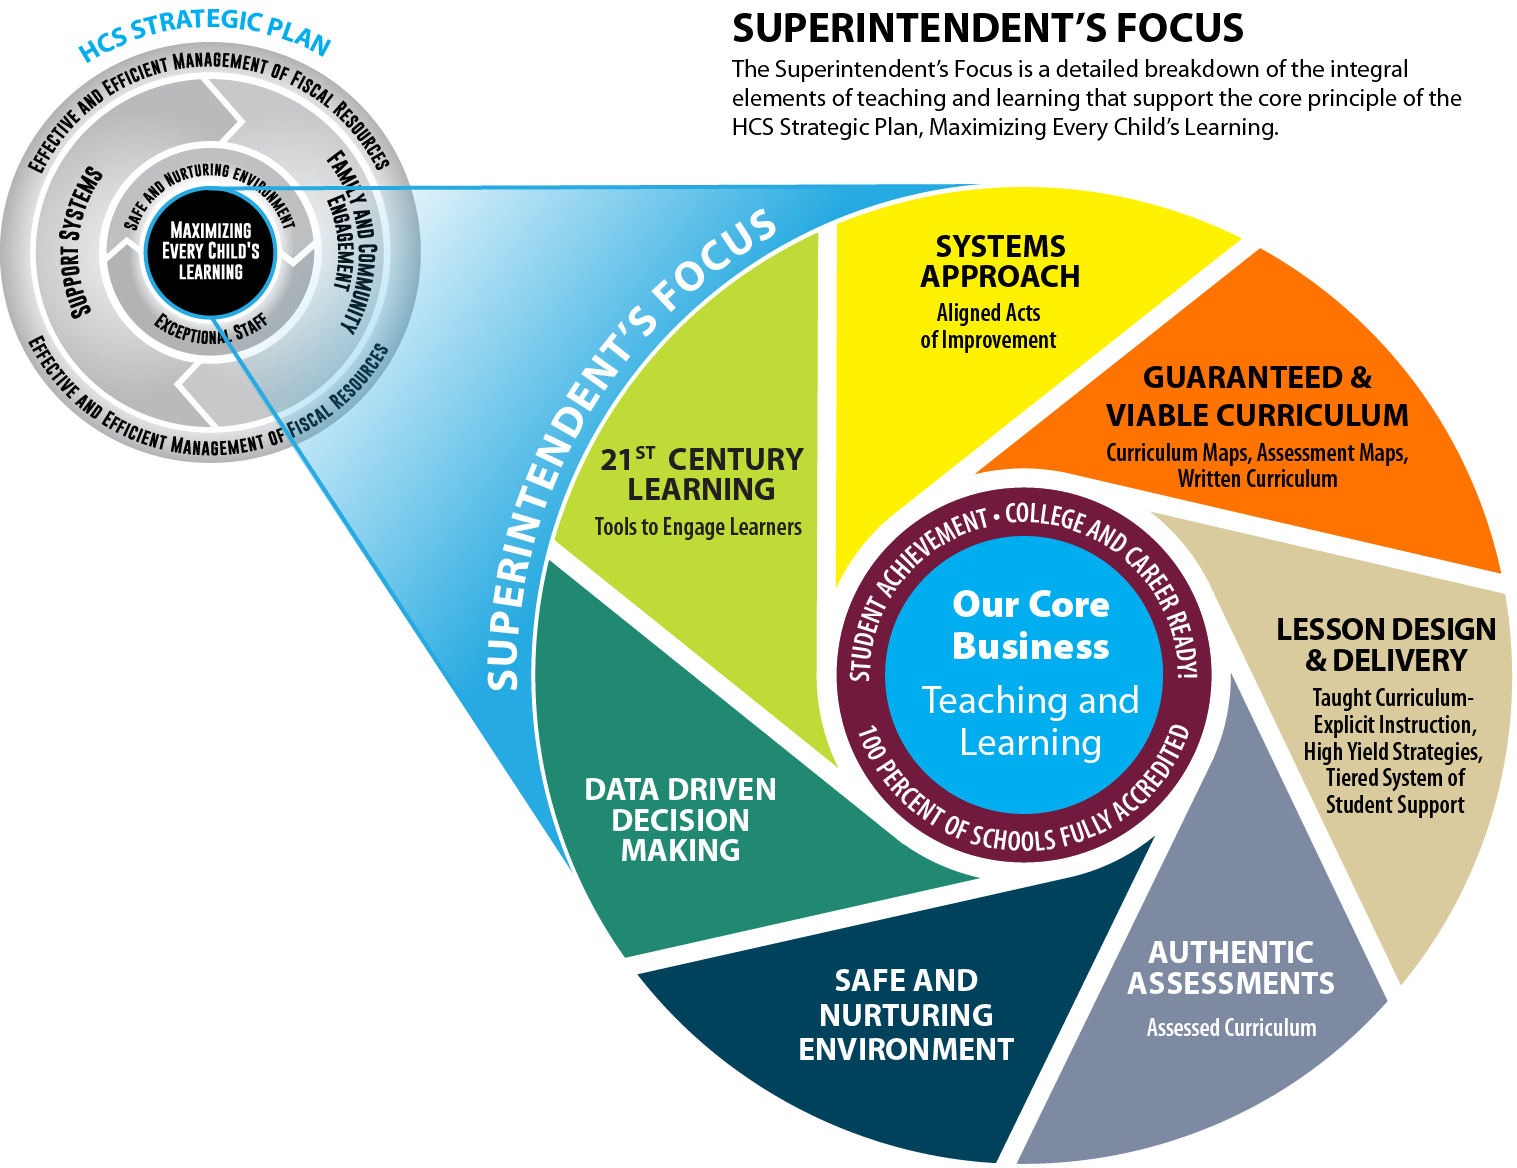 HCS STRATEGIC PLAN
EFFECTIVE AND EFFICIENT MANAGEMENT OF FISCAL RESOURCES
SUPPORT SYSTEMS
FAMILY AND COMMUNITY
ENGAGEMENT
SAFE AND NURTURING ENVIRONMENT
MAXIMIZING
EVERY CHILD'S
LEARNING
EXCEPTIONAL STAFF
EFFECTIVE AND EFFICIENT MANAGEMENT OF FISCAL RESOURCES
SUPERINTENDENT’S FOCUS
The Superintendent’s Focus is a detailed breakdown of the integral
elements of teaching and learning that support the core principle of the
HCS Strategic Plan, Maximizing Every Child’s Learning.
SUPERINTENDENT’S FOCUS
SYSTEMS
APPROACH
Aligned Acts
of Improvement
GUARANTEED &
VIABLE CURRICULUM
Curriculum Maps, Assessment Maps,
Written Curriculum
LESSON DESIGN
& DELIVERY
Taught Curriculum-
Explicit Instruction,
High Yield Strategies,
Tiered System of
Student Support
AUTHENTIC
ASSESSMENTS
Assessed Curriculum
SAFE AND
NURTURING
ENVIRONMENT
DATA DRIVEN
DECISION
MAKING
21ST CENTURY
LEARNING
Tools to Engage Learners
STUDENT ACHIEVEMENT • COLLEGE AND CAREER READY!
Our Core
Business
Teaching and
Learning
100 PERCENT OF SCHOOLS FULLY ACCREDITED